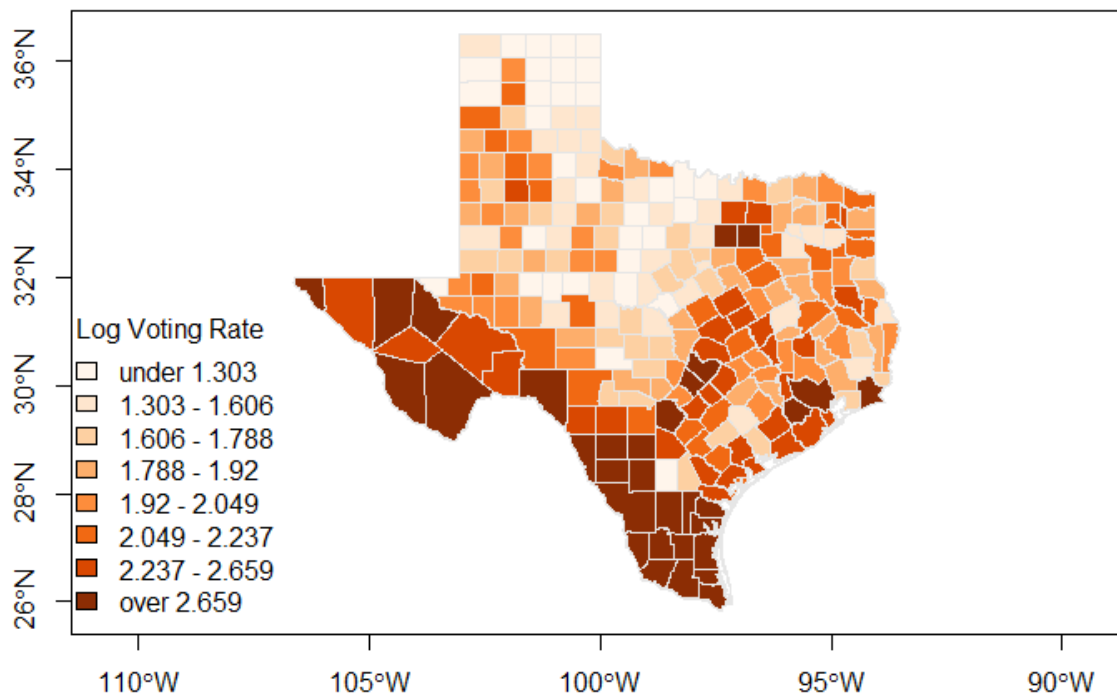 36°N
34°N
32°N
30°N
28°N
26°N
Log Voting Rate
under 1.303
1.303 - 1.606
1.606 - 1.788
1.788 - 1.92
1.92 - 2.049
2.049 - 2.237
2.237 - 2.659
over 2.659
110°W
105°W
100°W
95°W
90°W